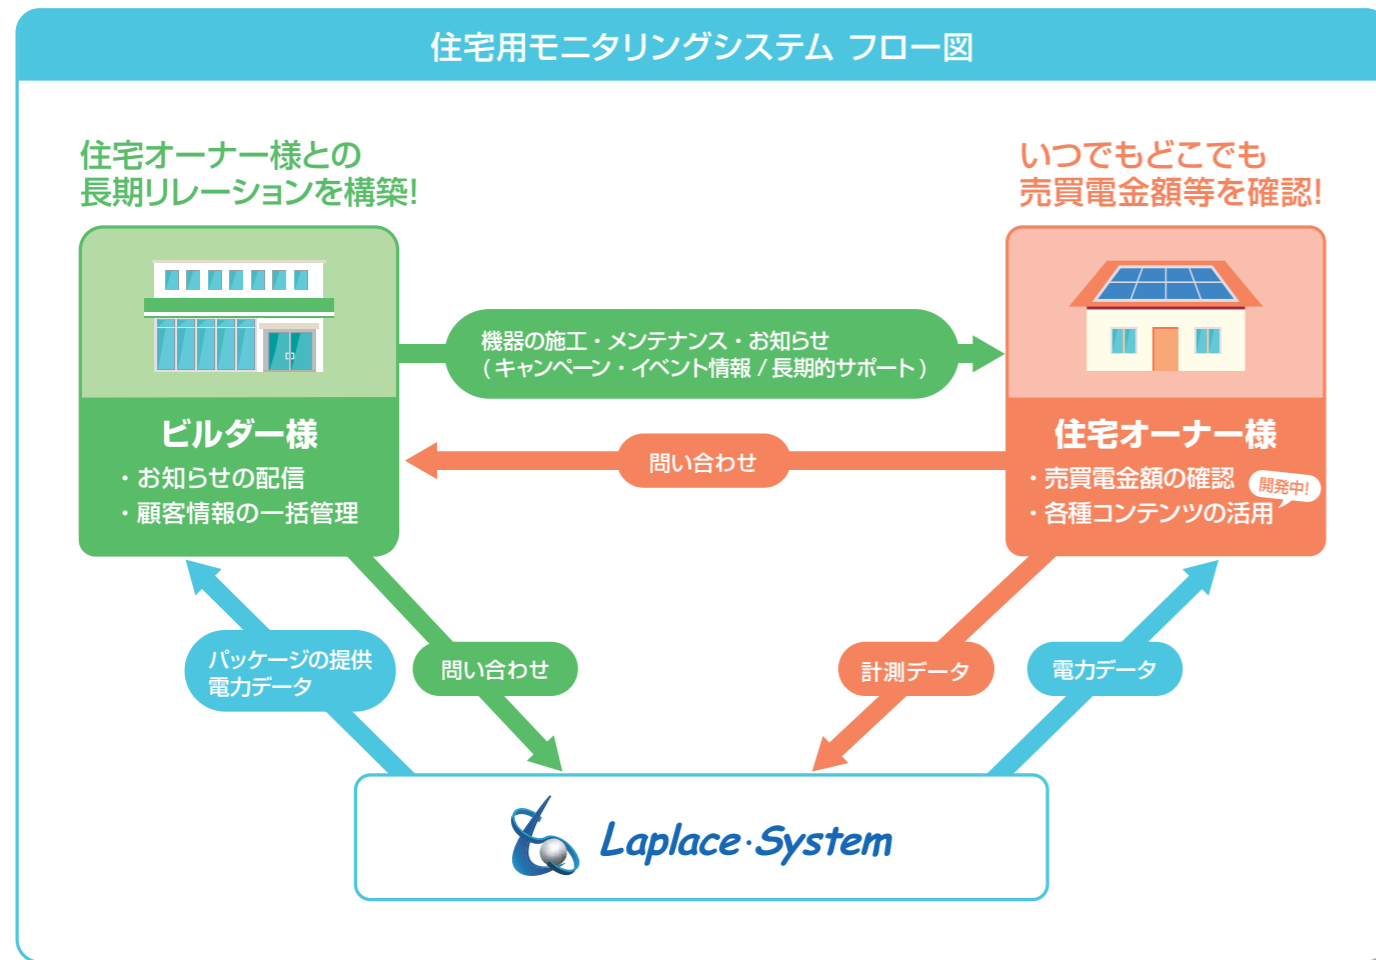 住宅用モニタリングシステム フロー図
住宅オーナー様との
長期リレーションを構築!
いつでもどこでも
売買電金額等を確認!
機器の施工・メンテナンス・お知らせ
(キャンペーン・イベント情報 / 長期的サポート)
問い合わせ
ビルダー様
・お知らせの配信
・顧客情報の一括管理
住宅オーナー様
・売買電金額の確認
開発中!
・各種コンテンツの活用
パッケージの提供
電力データ
問い合わせ
計測データ
電力データ
Laplace・System